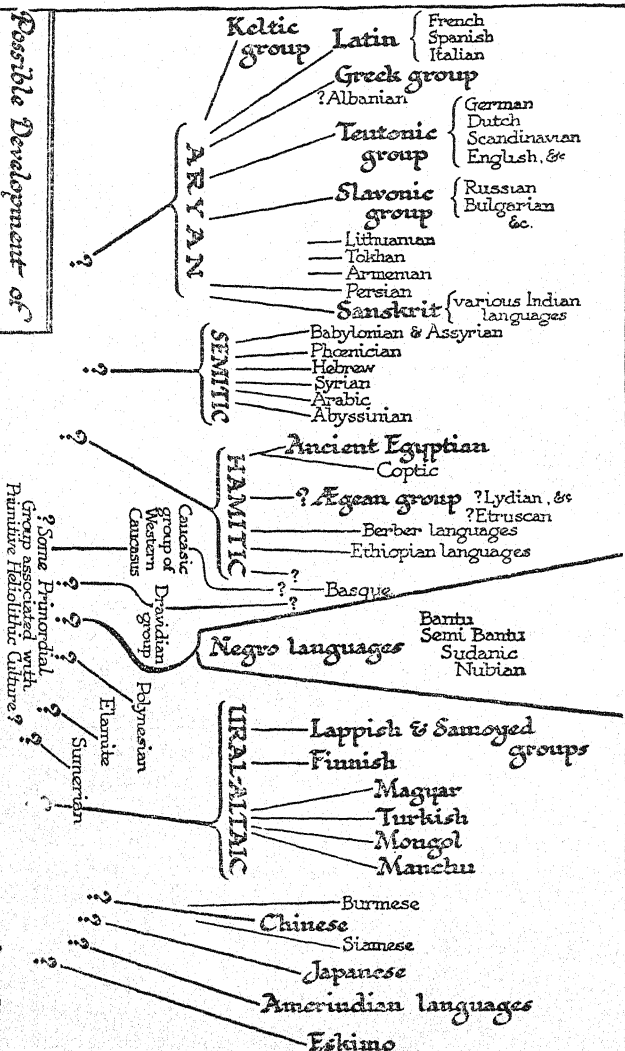 Possible Development of
Keltic
group
Latin
French
Spanish
Italian
Greek group
?Albanian
Teutonic
group
German
Dutch
Scandinavian
English, &c
Slavonic
group
Russian
Bulgarian
&c.
Lithuanian
Tokhan
Armenian
Persian
Sanskrit
various Indian
languages
ARYAN
?
Babylonian & Assyrian
Phœnician
Hebrew
Syrian
Arabic
Abyssinian
SEMITIC
?
Ancient Egyptian
Coptic
? Ægean group ?Lydian, &c
?Etruscan
Berber languages
Ethiopian languages
?
HAMITIC
?
Caucasic
group of
Western
Caucasus
? Basque
?
Dravidian
group
?
?Some Primordial
Group associated with
Primitive Heliolithic Culture?
Negro languages
Bantu
Semi Bantu
Sudanic
Nubian
?
Polynesian
?
Elamite
?
Sumerian
?
Lappish & Samoyed
groups
Finnish
Magyar
Turkish
Mongol
Manchu
URAL-ALTAIC
?
Burmese
Chinese
Siamese
?
Japanese
?
Amerindian languages
?
Eskimo
?